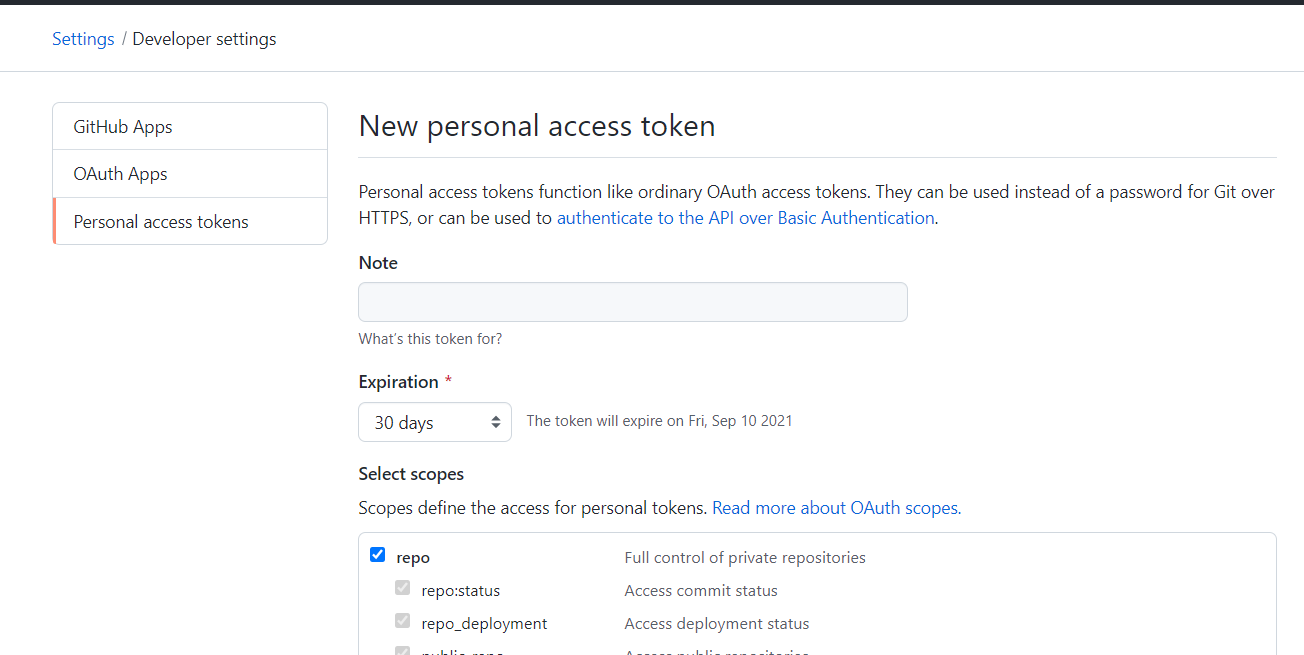 Settings / Developer settings
GitHub Apps
OAuth Apps
Personal access tokens
New personal access token
Personal access tokens function like ordinary OAuth access tokens. They can be used instead of a password for Git over
HTTPS, or can be used to authenticate to the API over Basic Authentication.
Note
What's this token for?
Expiration *
30 days
The token will expire on Fri, Sep 10 2021
Select scopes
Scopes define the access for personal tokens. Read more about OAuth scopes.
repo Full control of private repositories
repo:status Access commit status
repo_deployment Access deployment status